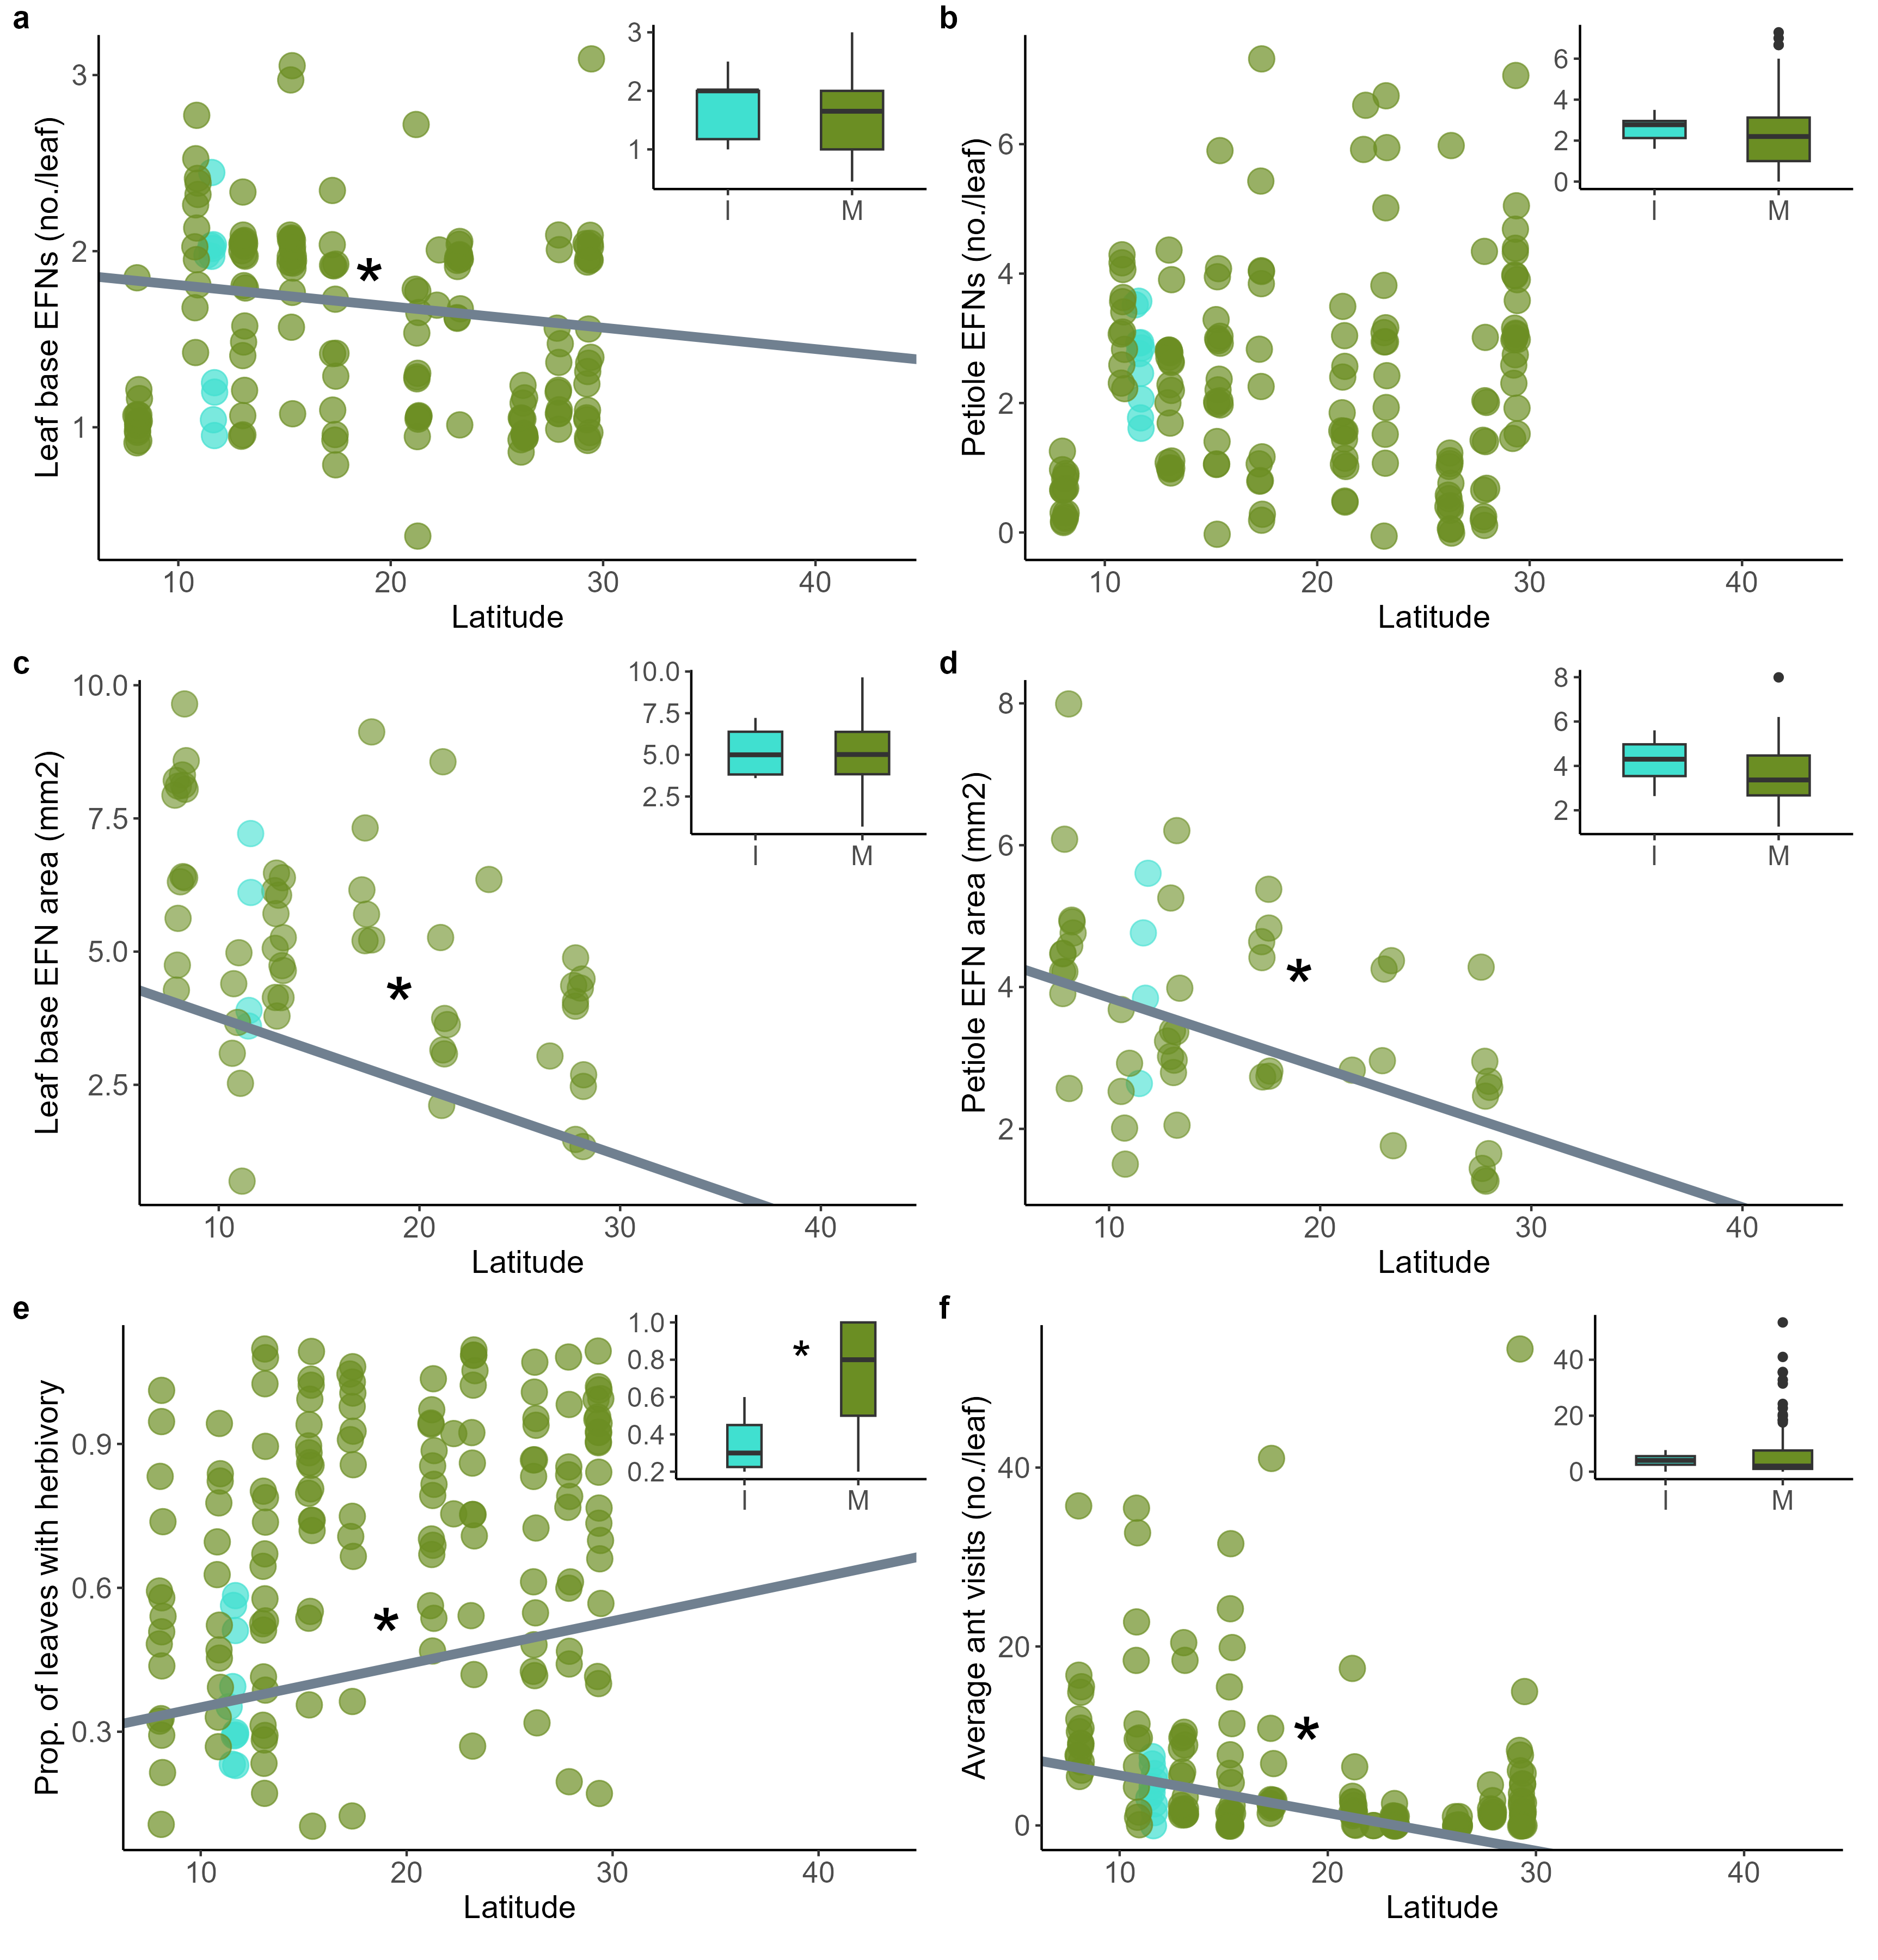 a
Leaf base EFNs (no./leaf)
3
2
1
10 20 30 40
Latitude
3
2
1
I M
*
b
Petiole EFNs (no./leaf)
6
4
2
0
10 20 30 40
Latitude
6
4
2
0
I M
c
Leaf base EFN area (mm2)
10.0
7.5
5.0
2.5
10 20 30 40
Latitude
10.0
7.5
5.0
2.5
I M
*
d
Petiole EFN area (mm2)
8
6
4
2
10 20 30 40
Latitude
8
6
4
2
I M
*
e
Prop. of leaves with herbivory
0.9
0.6
0.3
10 20 30 40
Latitude
1.0
0.8
0.6
0.4
0.2
I M
*
*
f
Average ant visits (no./leaf)
40
20
0
10 20 30 40
Latitude
40
20
0
I M
*